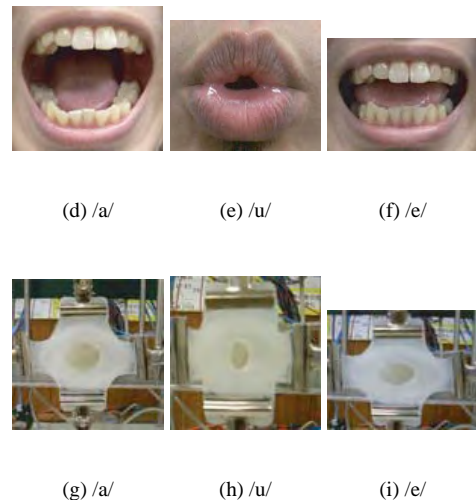 (d) /a/
(e) /u/
(f) /e/
(g) /a/
(h) /u/
(i) /e/